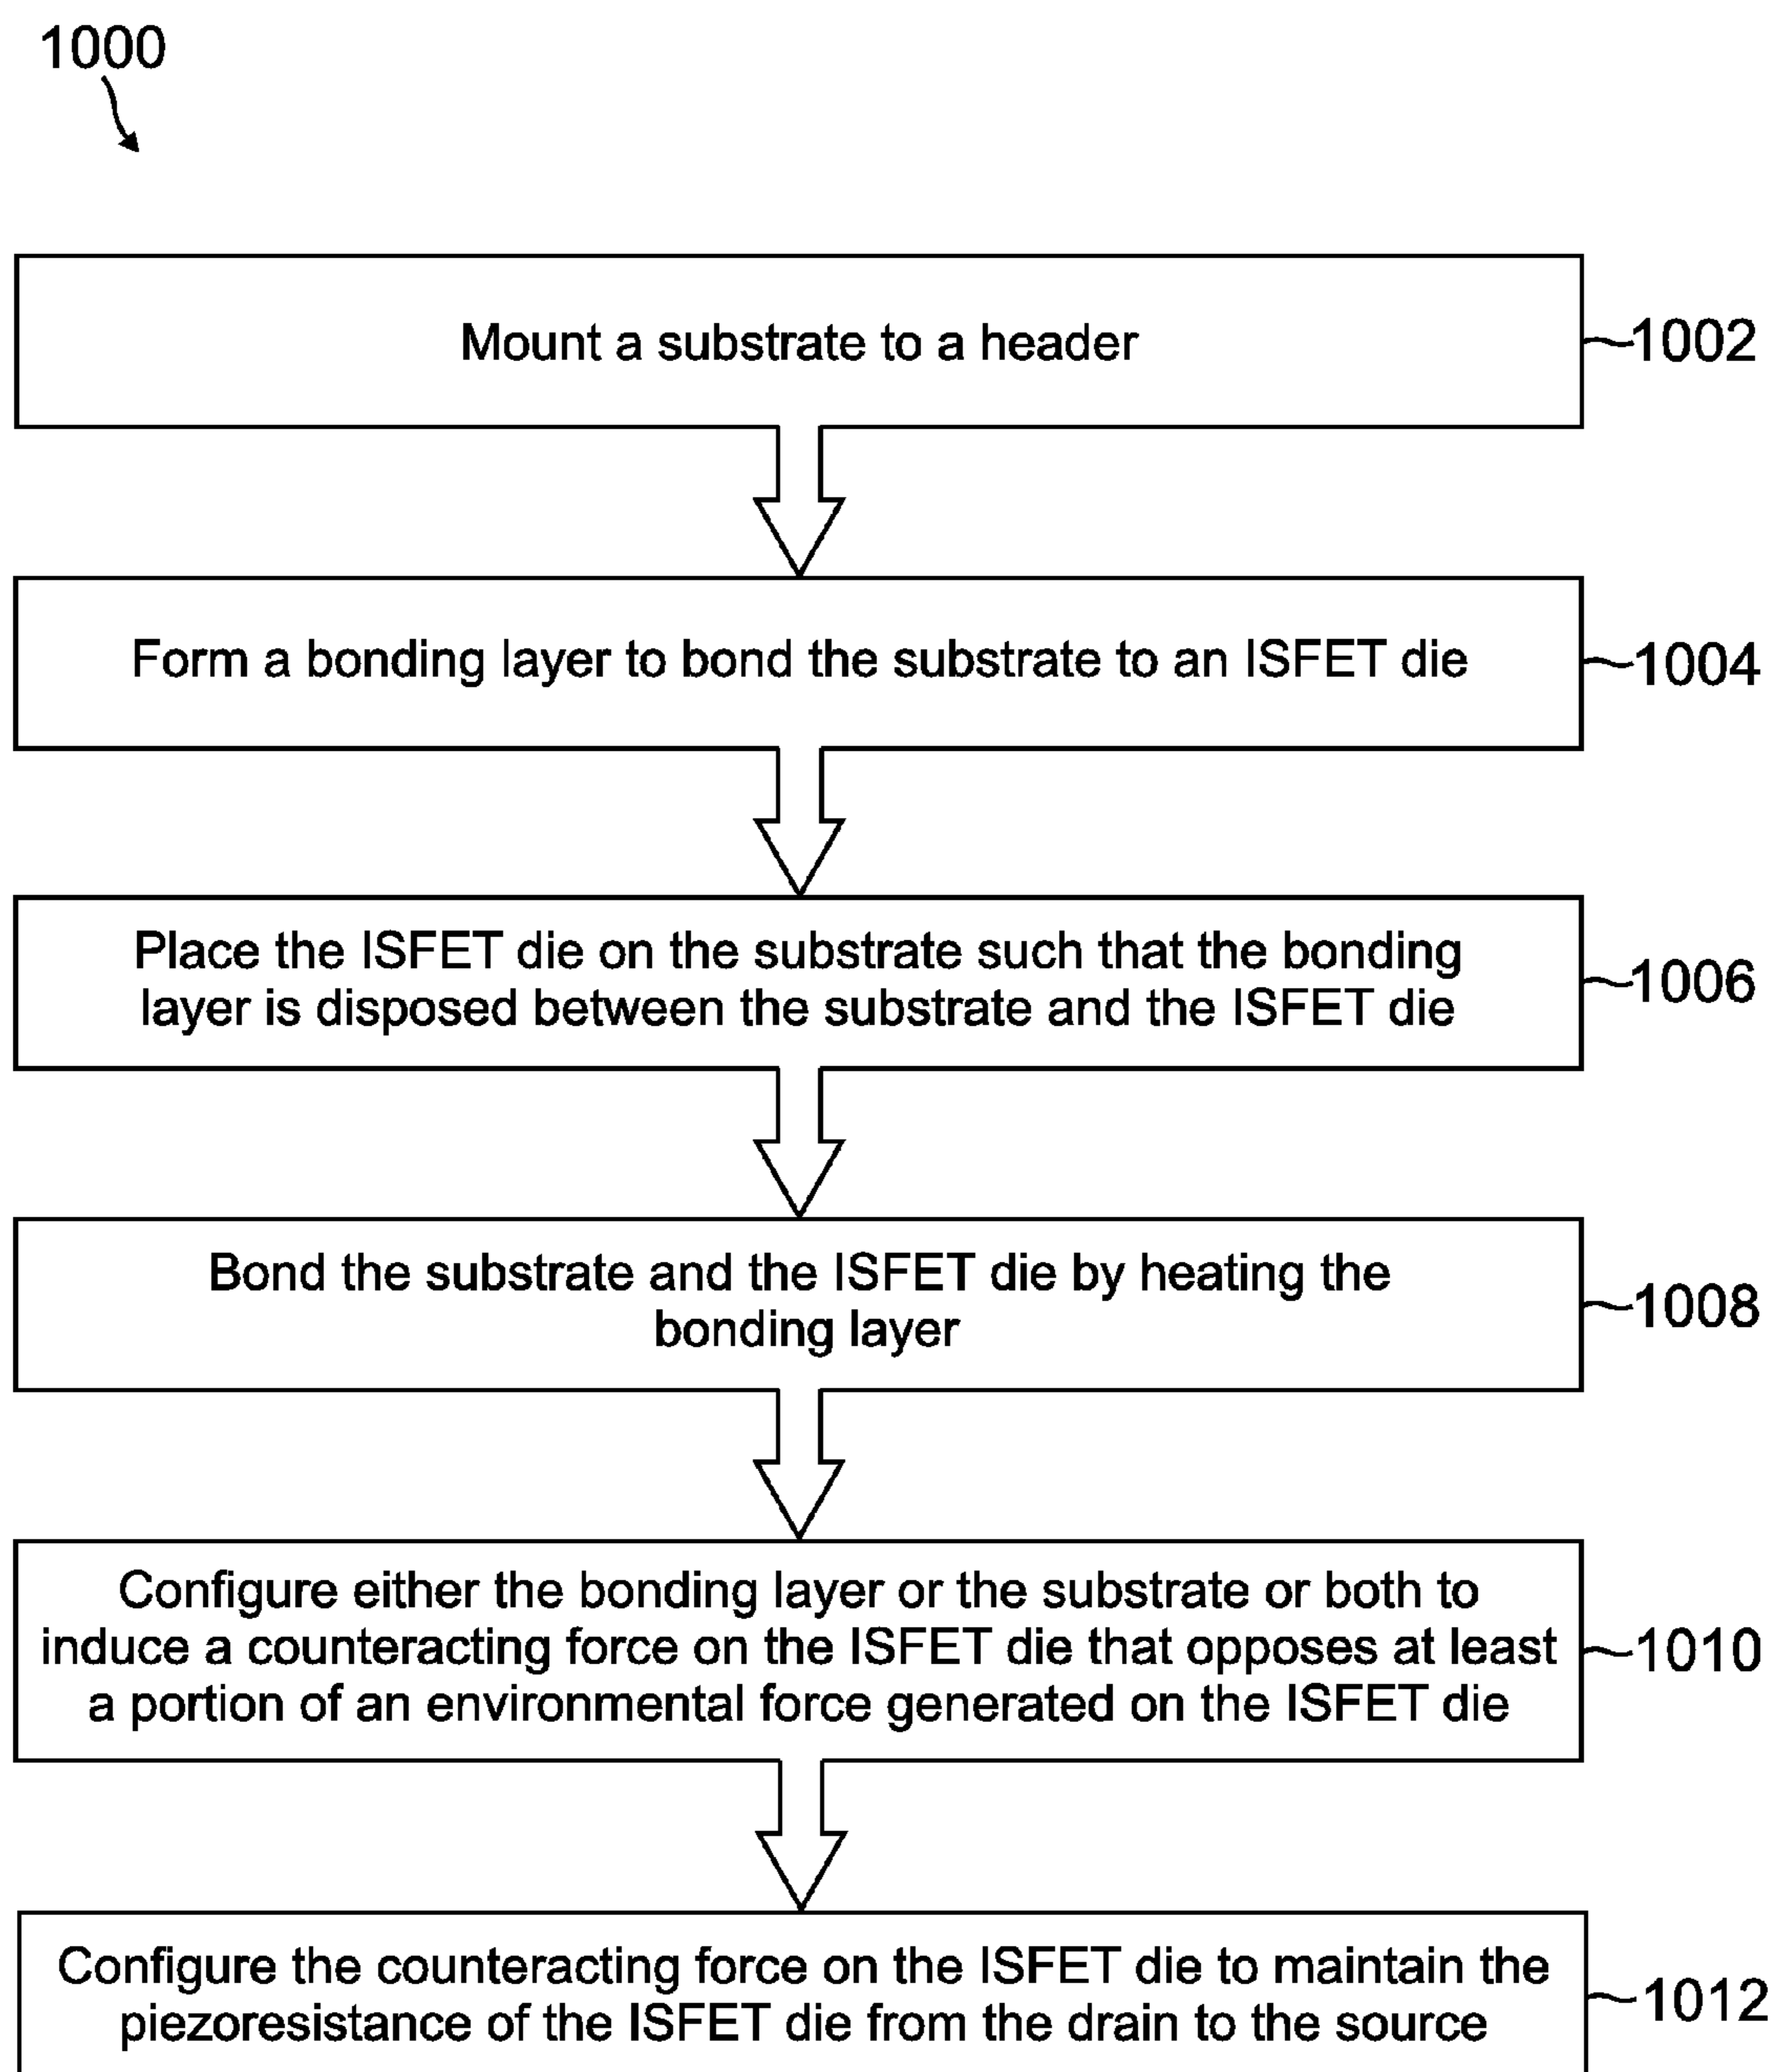 1000
Mount a substrate to a header
1002
Form a bonding layer to bond the substrate to an ISFET die
1004
Place the ISFET die on the substrate such that the bonding
layer is disposed between the substrate and the ISFET die
1006
Bond the substrate and the ISFET die by heating the
bonding layer
1008
Configure either the bonding layer or the substrate or both to
induce a counteracting force on the ISFET die that opposes at least
a portion of an environmental force generated on the ISFET die
1010
Configure the counteracting force on the ISFET die to maintain the
piezoresistance of the ISFET die from the drain to the source
1012